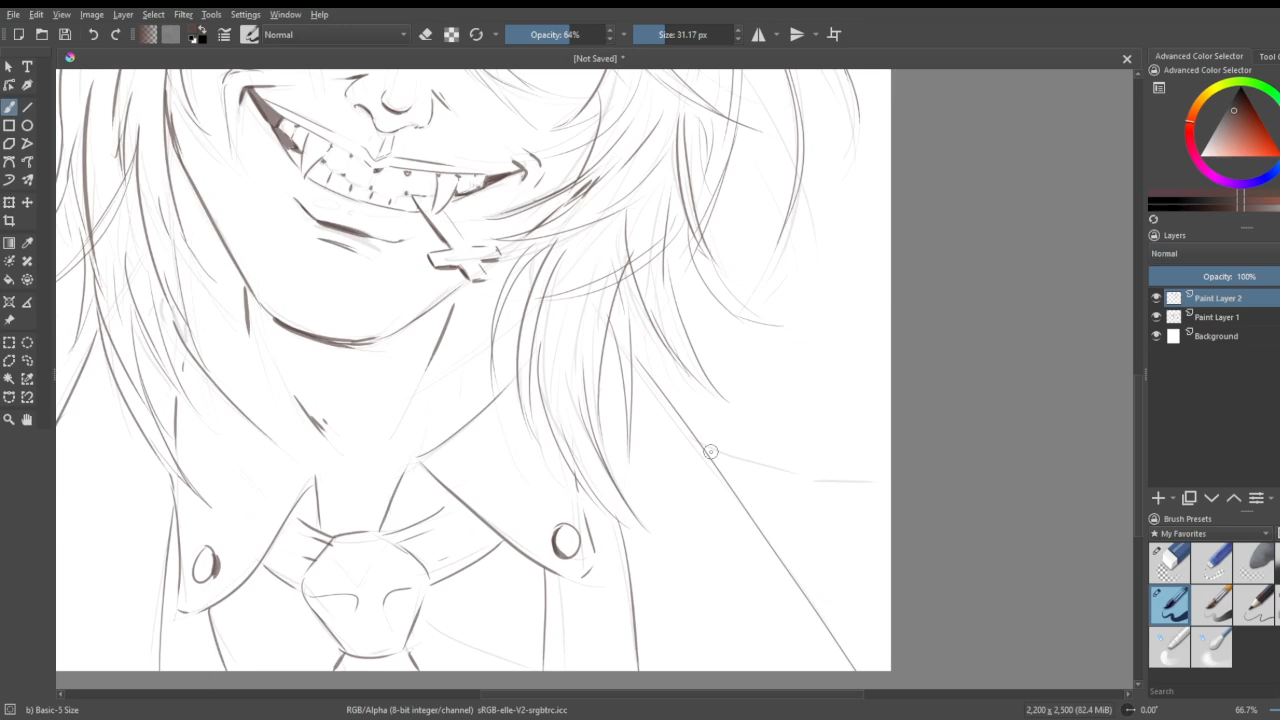 File Edit View Image Layer Select Filter Tools Settings Window Help
Normal Opacity: 64% Size: 31.17 px
[Not Saved] *
Advanced Color Selector Tool
Advanced Color Selector
Layers
Normal
Opacity: 100%
Paint Layer 2
Paint Layer 1
Background
Brush Presets
My Favorites
Search
b) Basic-5 Size RGB/Alpha (8-bit integer/channel) sRGB-elle-V2-srgbtrc.icc 2,200 x 2,500 (82.4 MiB) 0.00° 66.7%